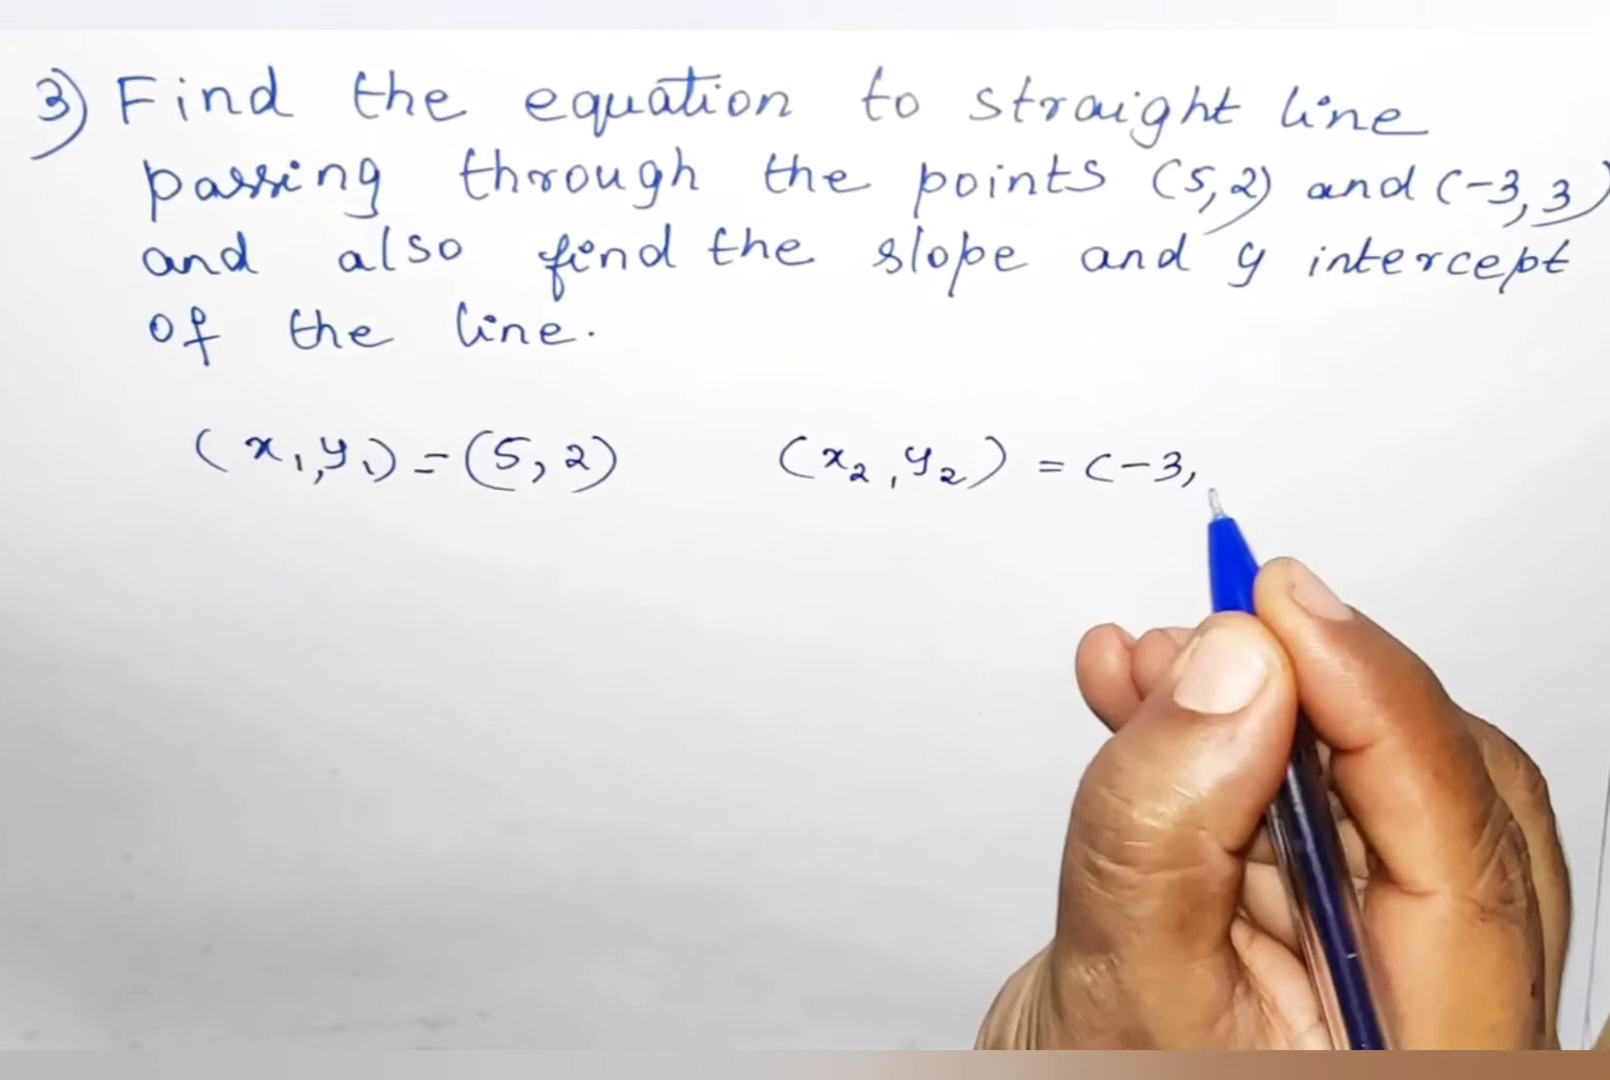 3) Find the equation to straight line
passing through the points (5,2) and (-3,3)
and also find the slope and y intercept
of the line.
(x₁,y₁) = (5,2) (x₂,y₂) = (-3,